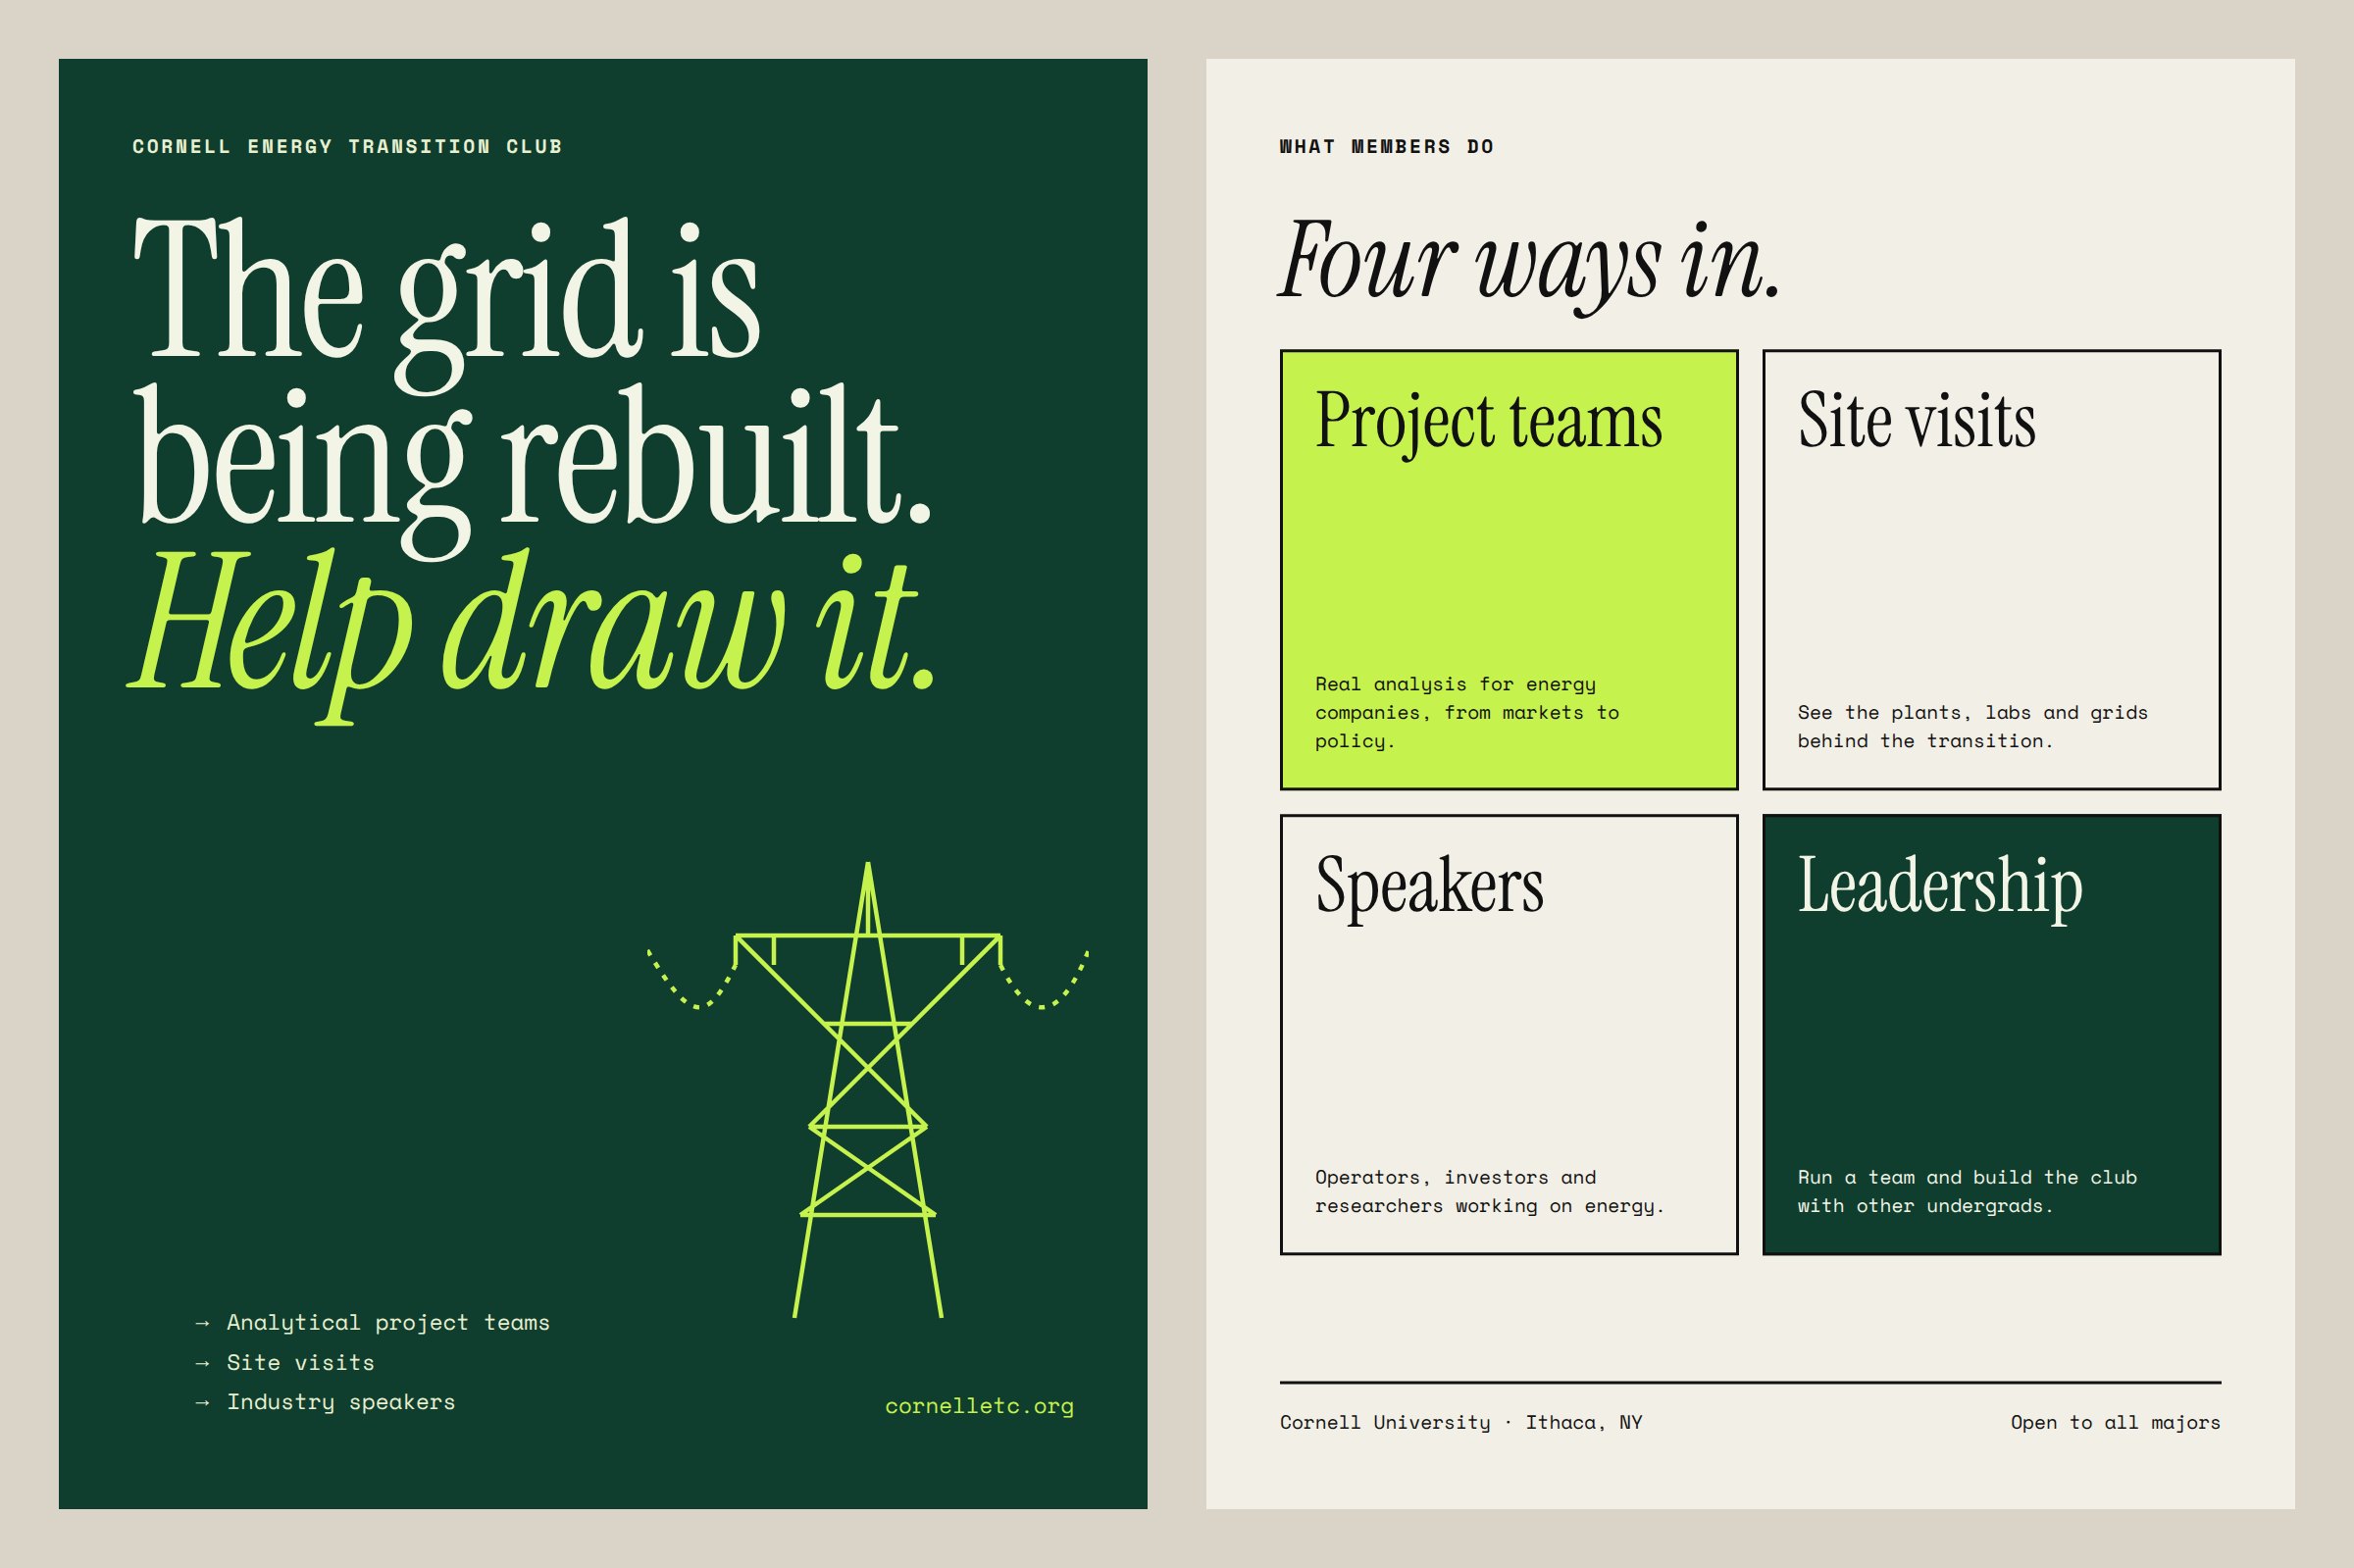 CORNELL ENERGY TRANSITION CLUB
The grid is
being rebuilt.
Help draw it.
→ Analytical project teams
→ Site visits
→ Industry speakers
cornelletc.org
WHAT MEMBERS DO
Four ways in.
Project teams
Real analysis for energy
companies, from markets to
policy.
Site visits
See the plants, labs and grids
behind the transition.
Speakers
Operators, investors and
researchers working on energy.
Leadership
Run a team and build the club
with other undergrads.
Cornell University · Ithaca, NY
Open to all majors